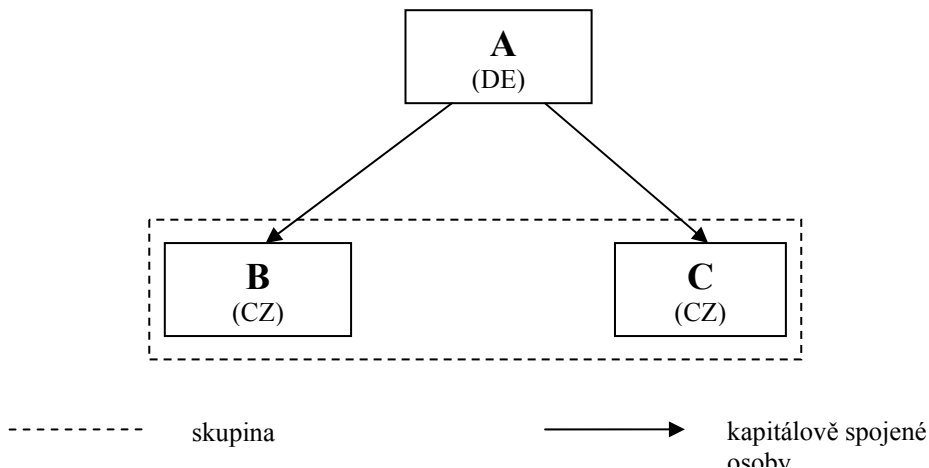 A
(DE)
B
(CZ)
C
(CZ)
skupina
kapitálově spojené
osoby